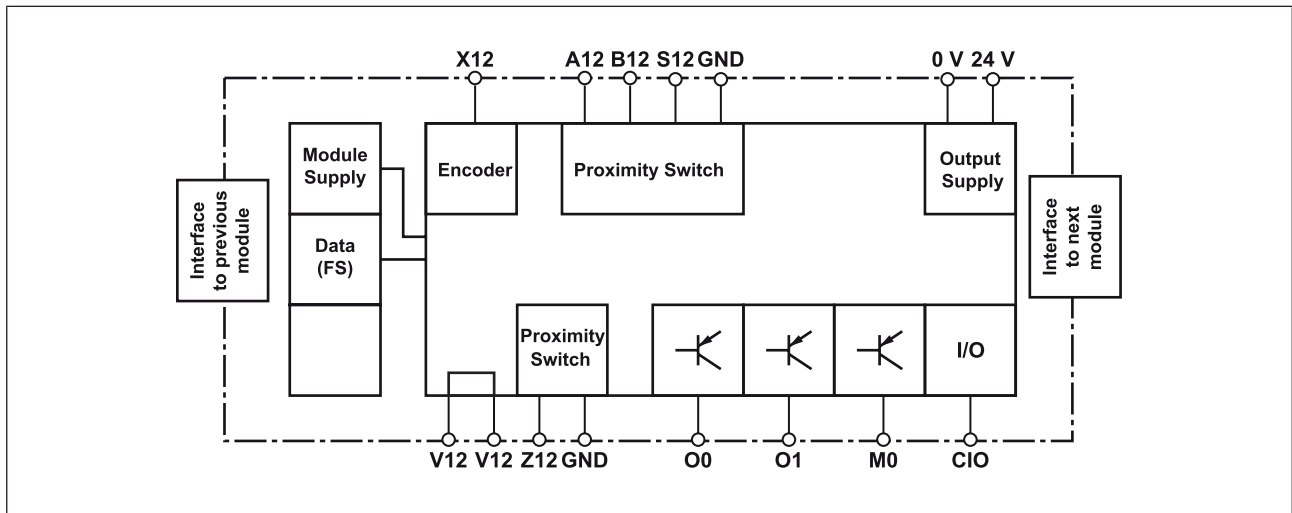 X12 A12 B12 S12 GND 0 V 24 V
Module
Supply
Encoder
Proximity Switch
Output
Supply
Interface
to previous
module
Data
(FS)
Interface
to next
module
Proximity
Switch
I/O
V12 V12 Z12 GND O0 O1 M0 CIO